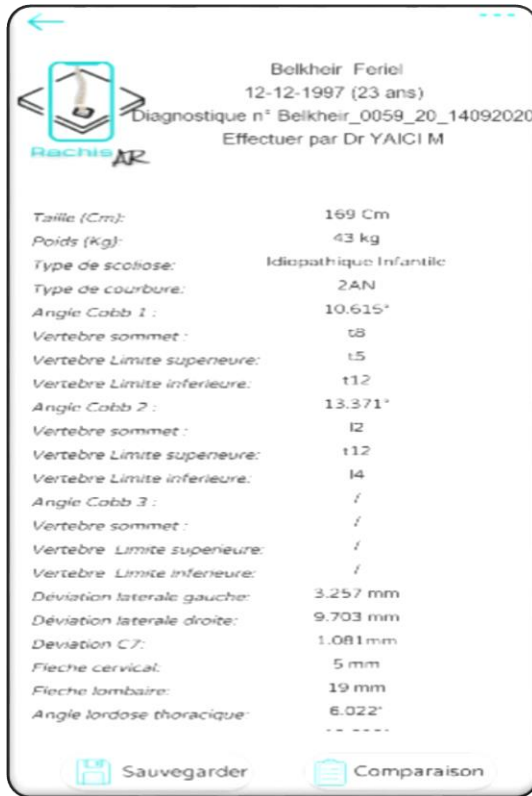 Belkheir Feriel
12-12-1997 (23 ans)
Diagnostique n° Belkheir_0059_20_14092020
Effectuer par Dr YAICI M
Rachis AR
Taille (Cm): 169 Cm
Poids (Kg): 43 kg
Type de scoliose: Idiopathique Infantile
Type de courbure: 2AN
Angle Cobb 1 : 10.615°
Vertebre sommet : t8
Vertebre Limite superieure: t5
Vertebre Limite inferieure: t12
Angle Cobb 2 : 13.371°
Vertebre sommet : l2
Vertebre Limite superieure: t12
Vertebre Limite inferieure: l4
Angle Cobb 3 : /
Vertebre sommet : /
Vertebre Limite superieure: /
Vertebre Limite inferieure: /
Déviation laterale gauche: 3.257 mm
Déviation laterale droite: 9.703 mm
Deviation C7: 1.081mm
Fleche cervical: 5 mm
Fleche lombaire: 19 mm
Angle lordose thoracique: 6.022°
Sauvegarder
Comparaison